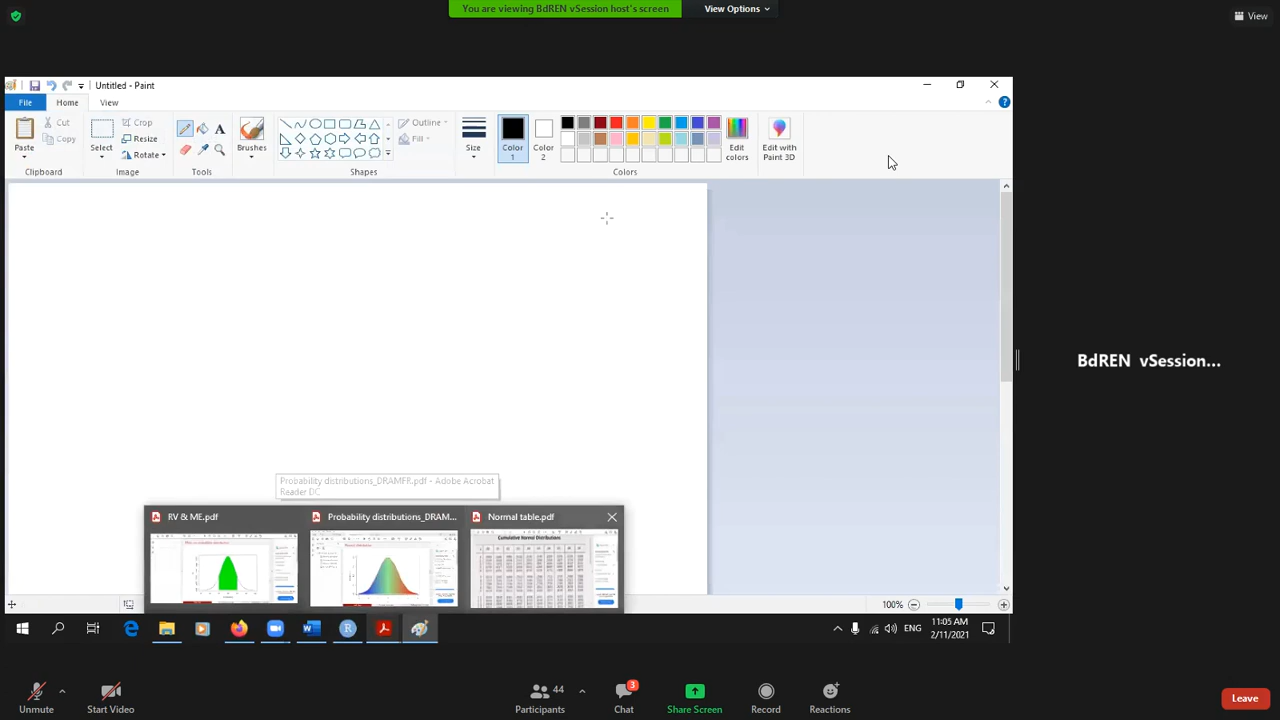 You are viewing BdREN vSession host's screen
View Options
View
Untitled - Paint
File
Home
View
Paste
Cut
Copy
Clipboard
Select
Crop
Resize
Rotate
Image
A
Tools
Brushes
Outline
Fill
Shapes
Size
Color
1
Color
2
Edit
colors
Colors
Edit with
Paint 3D
BdREN vSession...
Probability distributions_DRAMFR.pdf - Adobe Acrobat
Reader DC
RV & ME.pdf
Probability distributions_DRAM...
Normal table.pdf
Cumulative Normal Distributions
100%
W
R
ENG
11:05 AM
2/11/2021
Unmute
Start Video
44
Participants
3
Chat
Share Screen
Record
Reactions
Leave